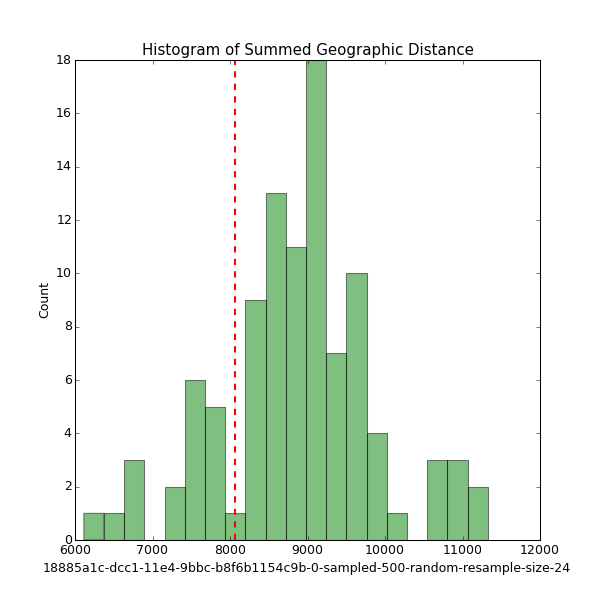 Histogram of Summed Geographic Distance
18
16
14
12
10
8
6
4
2
0
Count
6000 7000 8000 9000 10000 11000 12000
18885a1c-dcc1-11e4-9bbc-b8f6b1154c9b-0-sampled-500-random-resample-size-24